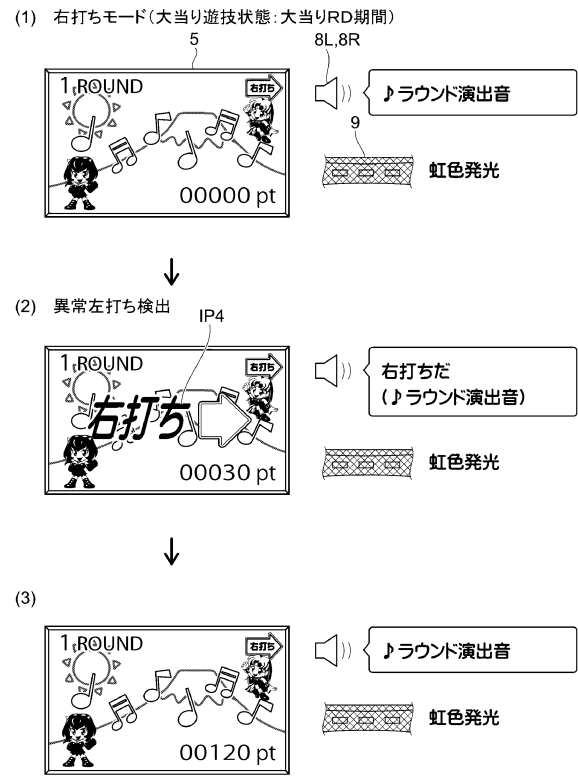 (1) 右打ちモード(大当り遊技状態:大当りRD期間)
5
8L,8R
1 ROUND
右打ち
♪ラウンド演出音
9
虹色発光
00000 pt
(2) 異常左打ち検出
IP4
1 ROUND
右打ち
右打ちだ
(♪ラウンド演出音)
右打ち
虹色発光
00030 pt
(3)
1 ROUND
右打ち
♪ラウンド演出音
虹色発光
00120 pt